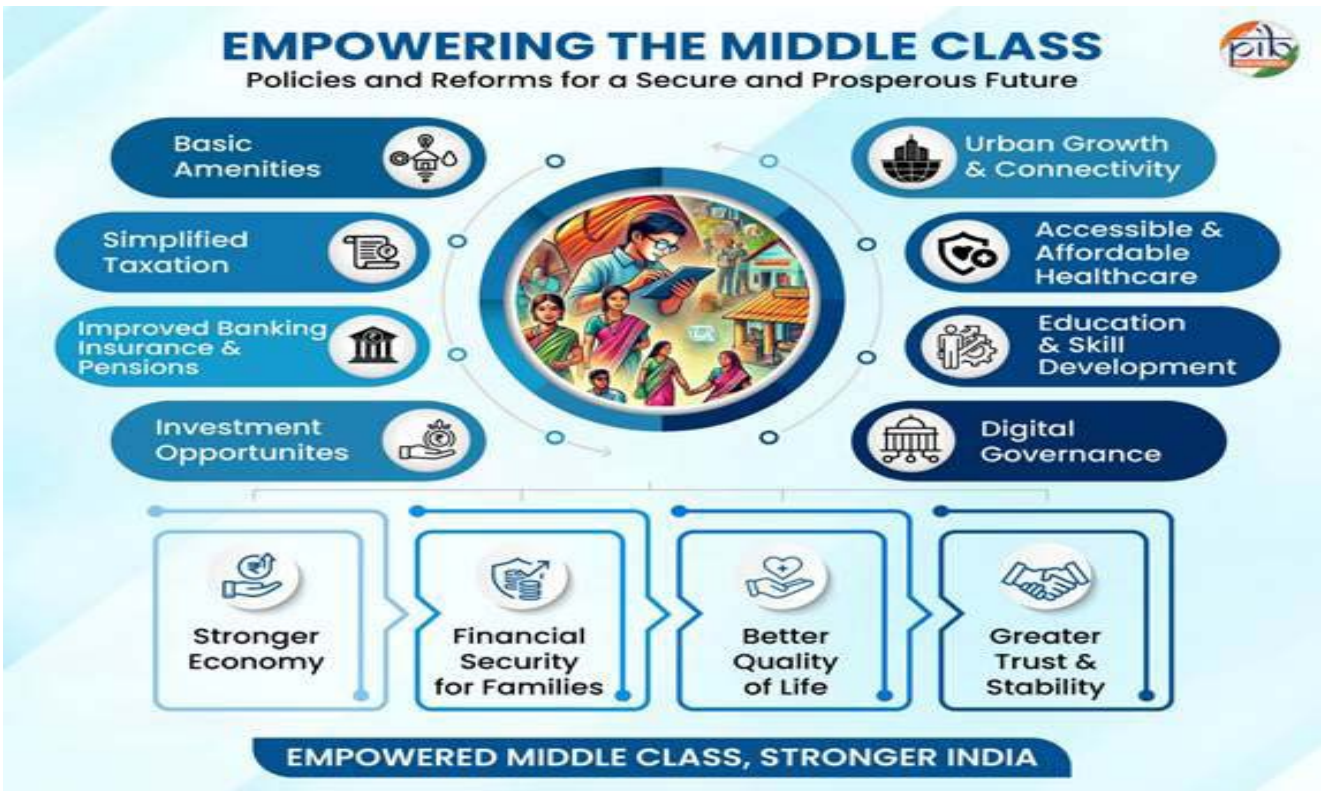 EMPOWERING THE MIDDLE CLASS
Policies and Reforms for a Secure and Prosperous Future
pib
Basic
Amenities
Simplified
Taxation
Improved Banking
Insurance &
Pensions
Investment
Opportunites
Urban Growth
& Connectivity
Accessible &
Affordable
Healthcare
Education
& Skill
Development
Digital
Governance
Stronger
Economy
Financial
Security
for Families
Better
Quality
of Life
Greater
Trust &
Stability
EMPOWERED MIDDLE CLASS, STRONGER INDIA